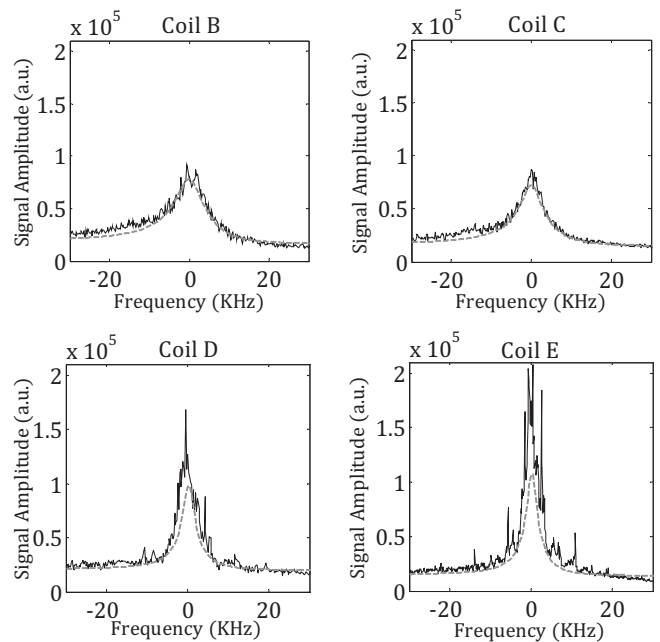 x 10^5 Coil B
2
1.5
1
0.5
0
Signal Amplitude (a.u.)
-20 0 20
Frequency (KHz)
x 10^5 Coil C
2
1.5
1
0.5
0
Signal Amplitude (a.u.)
-20 0 20
Frequency (KHz)
x 10^5 Coil D
2
1.5
1
0.5
0
Signal Amplitude (a.u.)
-20 0 20
Frequency (KHz)
x 10^5 Coil E
2
1.5
1
0.5
0
Signal Amplitude (a.u.)
-20 0 20
Frequency (KHz)